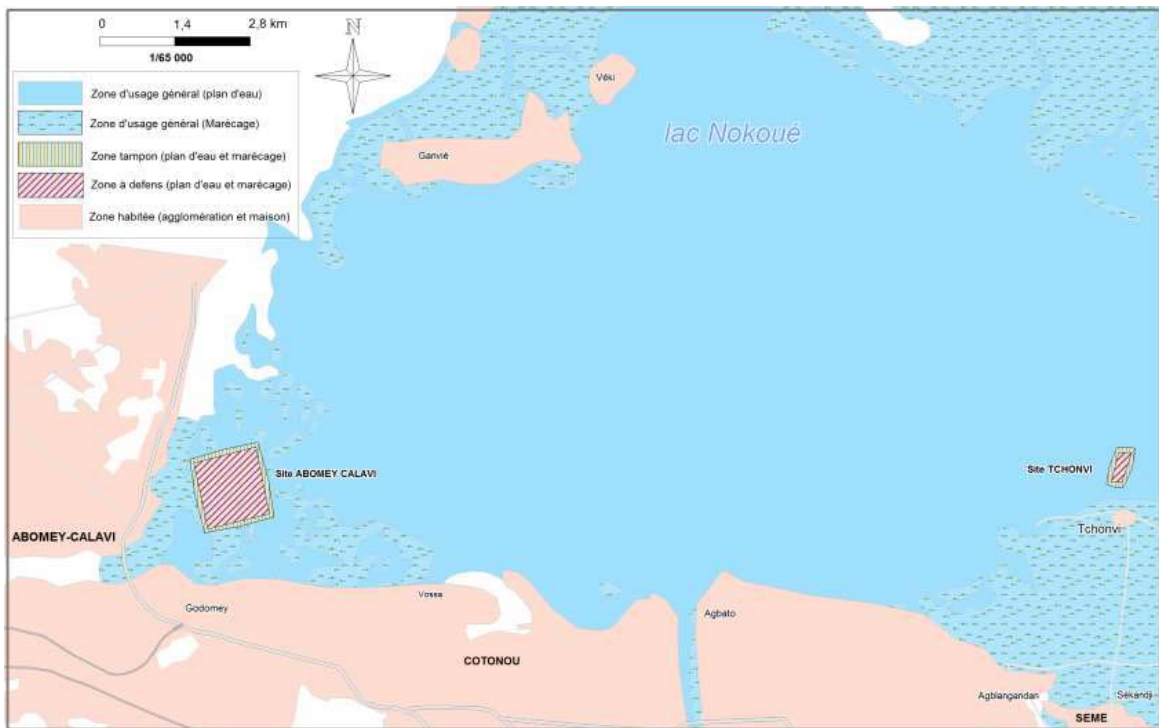 0 1,4 2,8 km
1/65 000
N
Zone d'usage général (plan d'eau)
Zone d'usage général (Marécage)
Zone tampon (plan d'eau et marécage)
Zone à defens (plan d'eau et marécage)
Zone habitée (agglomération et maison)
Vêki
lac Nokoué
Ganvié
Site ABOMEY CALAVI
Site TCHONVI
Tchonvi
ABOMEY-CALAVI
Vossa
Godomey
Agbato
COTONOU
Agblangandan
Sékandji
SEME